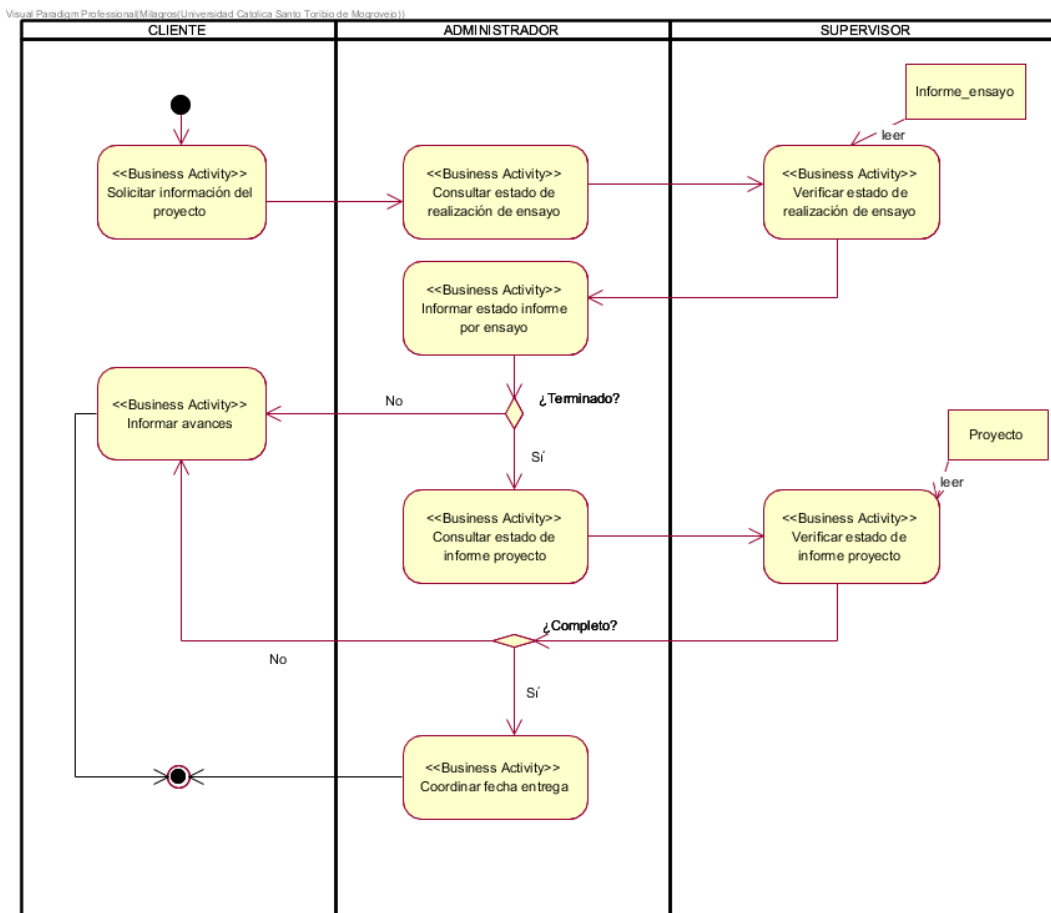 Visual Paradigm Professional(Milagros(Universidad Catolica Santo Toribio de Mogrovejo))
CLIENTE
ADMINISTRADOR
SUPERVISOR
Informe_ensayo
leer
<<Business Activity>>
Solicitar información del
proyecto
<<Business Activity>>
Consultar estado de
realización de ensayo
<<Business Activity>>
Verificar estado de
realización de ensayo
<<Business Activity>>
Informar estado informe
por ensayo
¿Terminado?
No
<<Business Activity>>
Informar avances
Sí
Proyecto
leer
<<Business Activity>>
Consultar estado de
informe proyecto
<<Business Activity>>
Verificar estado de
informe proyecto
¿Completo?
No
Sí
<<Business Activity>>
Coordinar fecha entrega